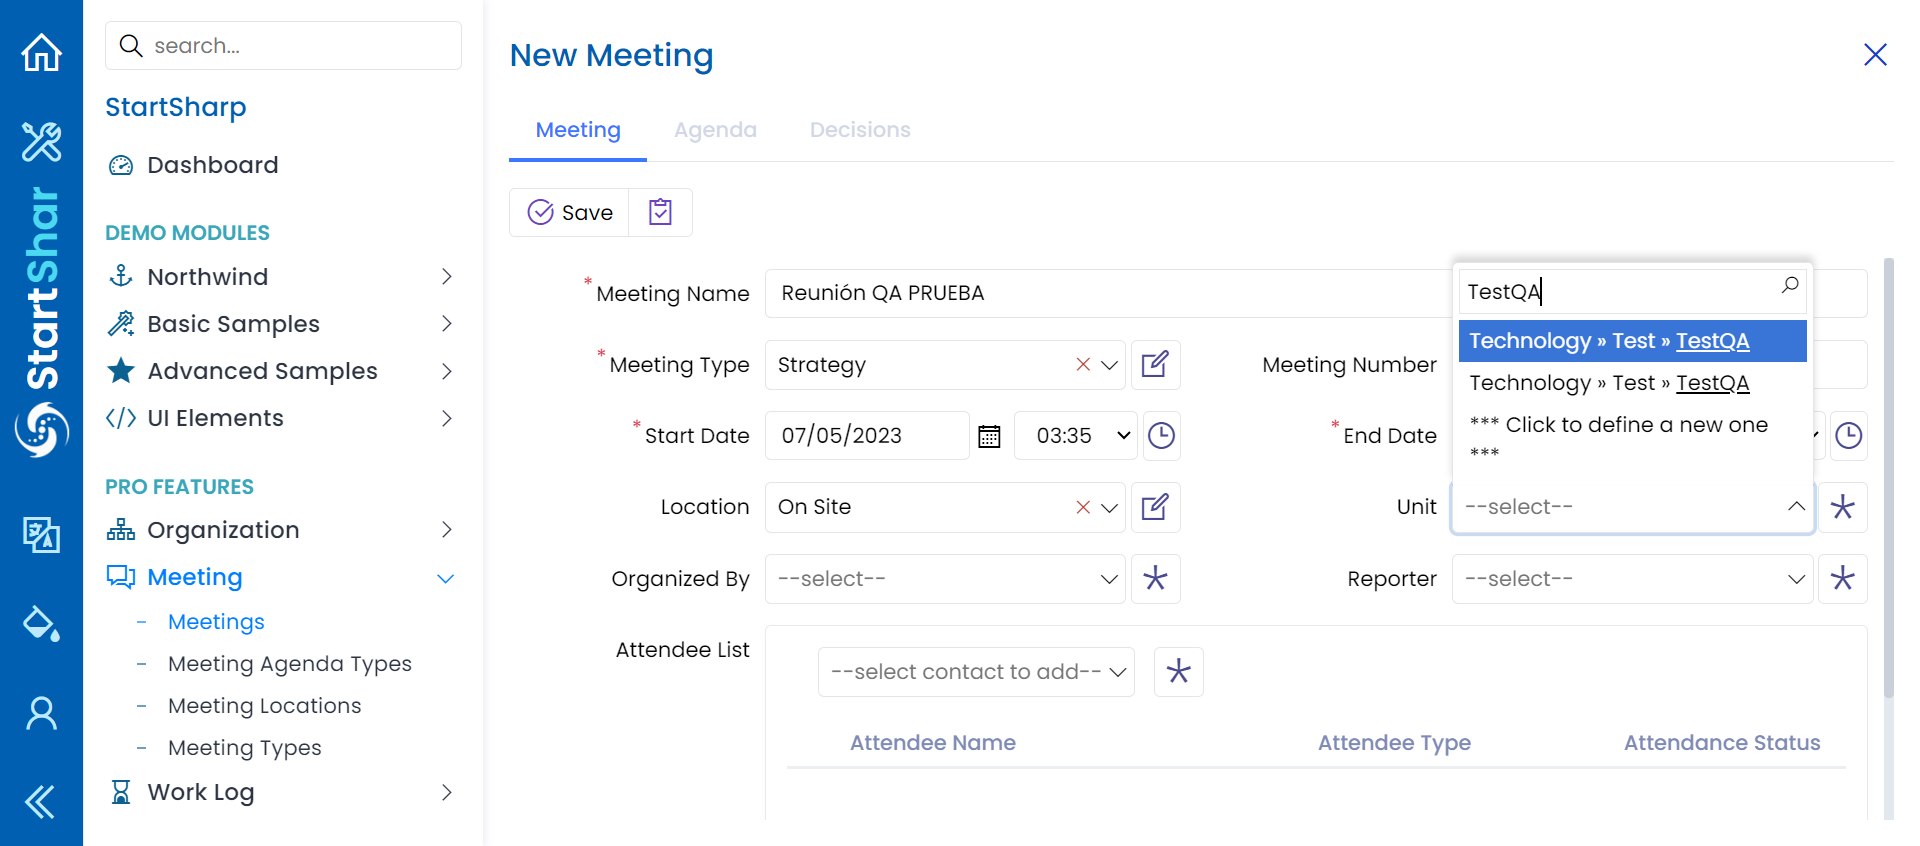 search...
StartSharp
Dashboard
DEMO MODULES
Northwind
Basic Samples
Advanced Samples
UI Elements
PRO FEATURES
Organization
Meeting
- Meetings
- Meeting Agenda Types
- Meeting Locations
- Meeting Types
Work Log
StartShar
New Meeting
Meeting Agenda Decisions
Save
* Meeting Name Reunión QA PRUEBA
* Meeting Type Strategy
Meeting Number
* Start Date 07/05/2023 03:35
* End Date
Location On Site
TestQA
Technology » Test » TestQA
Technology » Test » TestQA
*** Click to define a new one
***
Unit --select--
Organized By --select--
Reporter --select--
Attendee List
--select contact to add--
Attendee Name Attendee Type Attendance Status